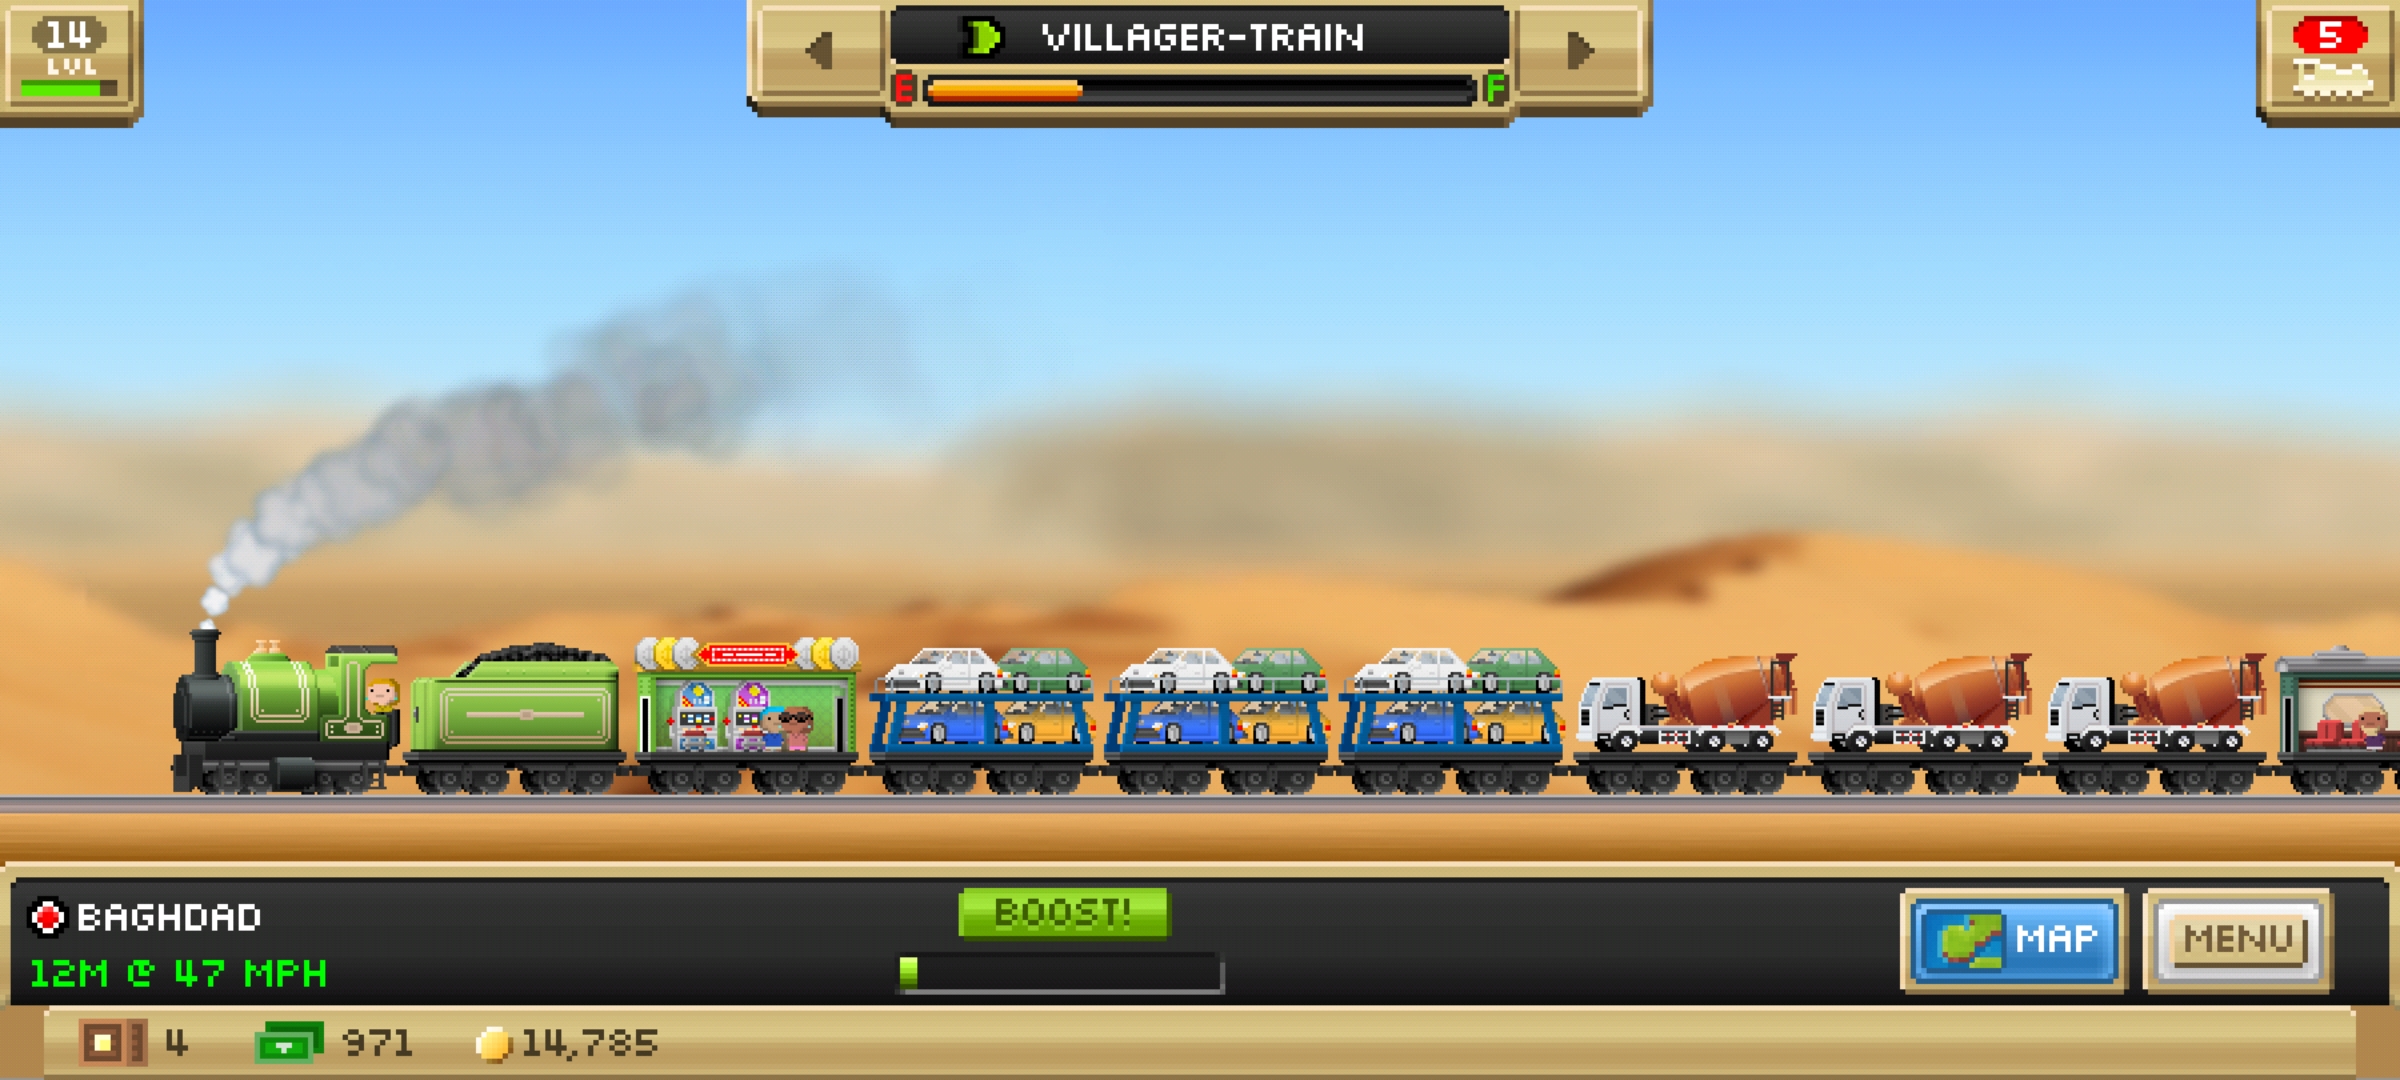 14
LVL
VILLAGER-TRAIN
E F
5
BAGHDAD
12M @ 47 MPH
BOOST!
MAP
MENU
4 971 14,785